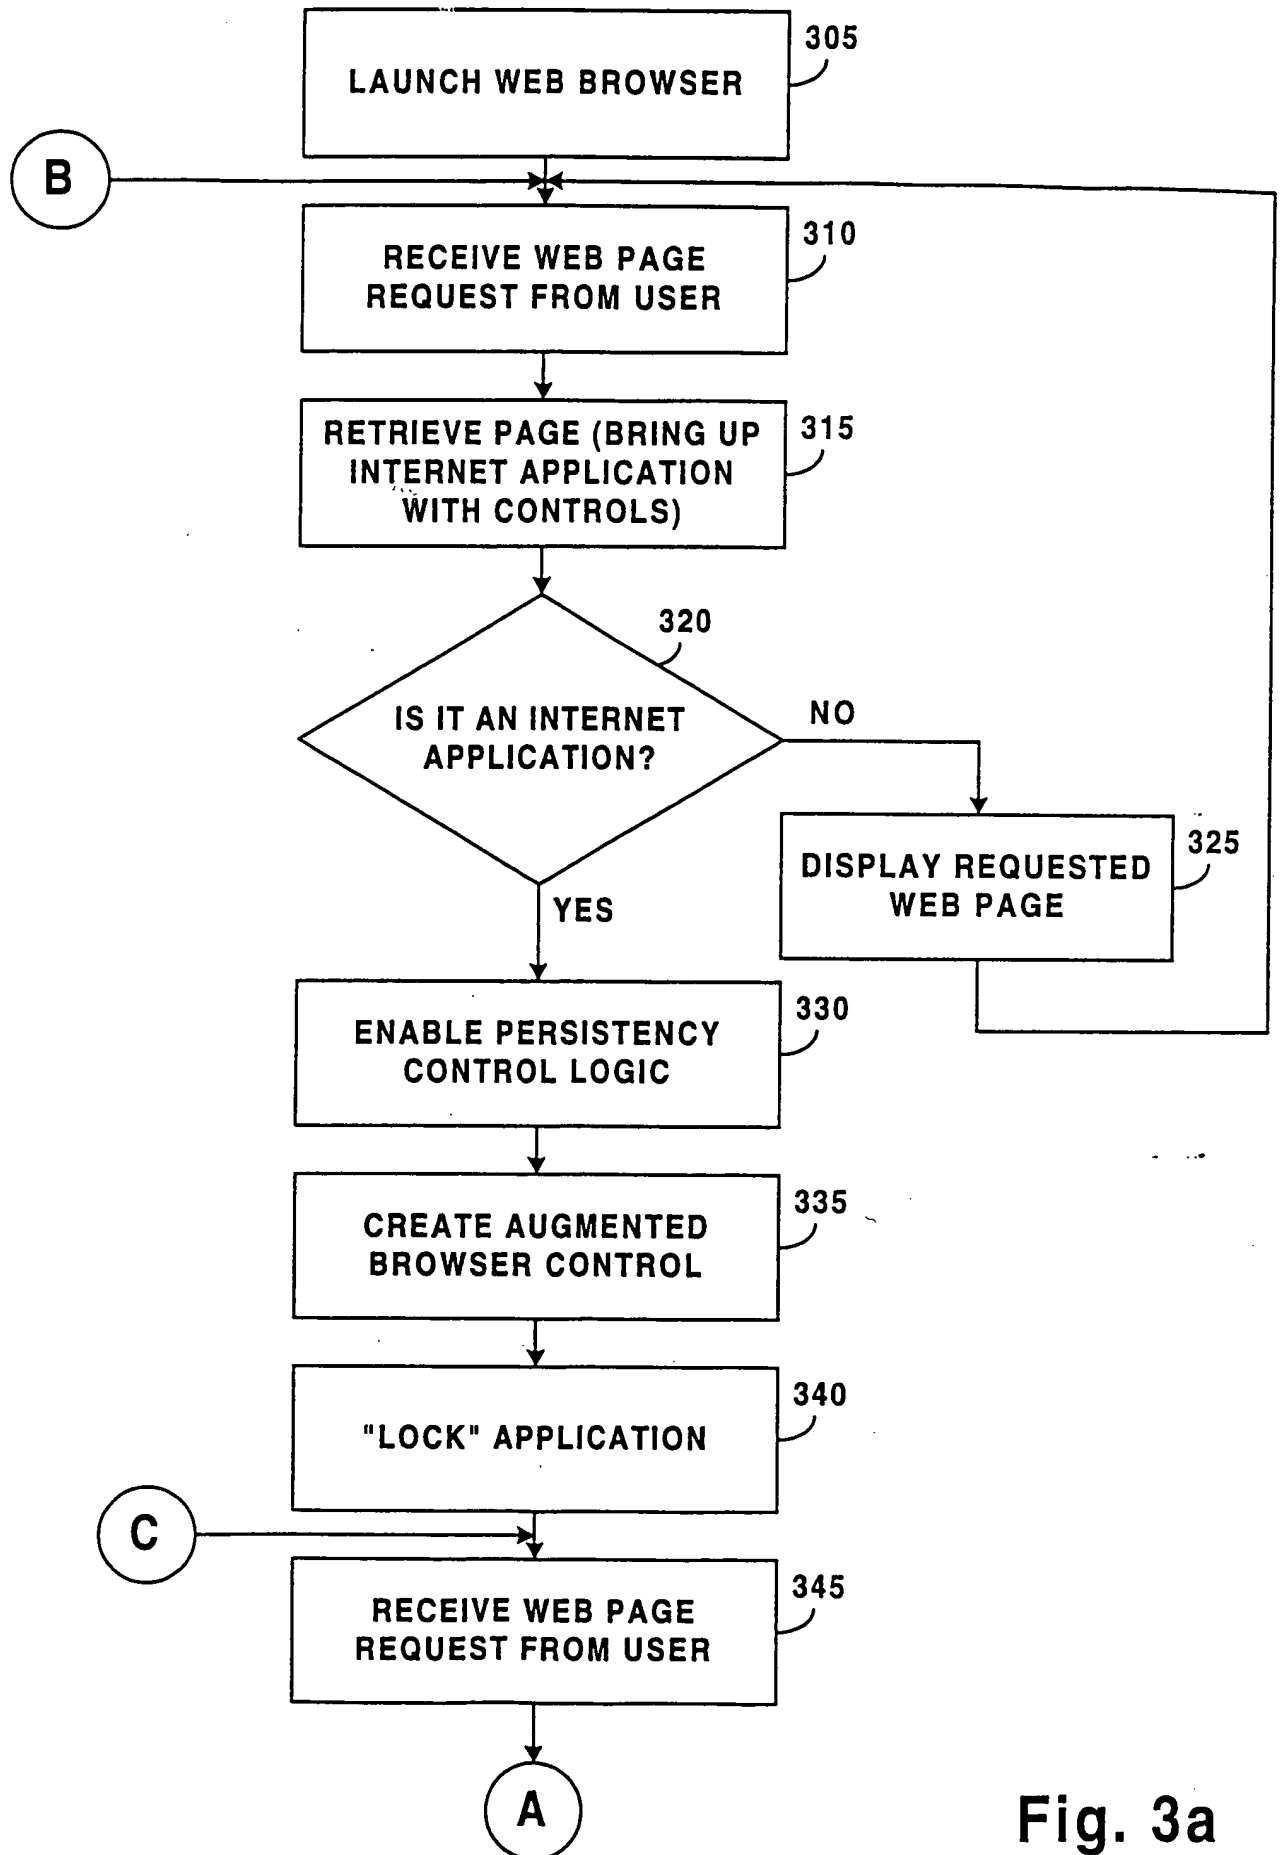 LAUNCH WEB BROWSER
305
B
RECEIVE WEB PAGE
REQUEST FROM USER
310
RETRIEVE PAGE (BRING UP
INTERNET APPLICATION
WITH CONTROLS)
315
320
IS IT AN INTERNET
APPLICATION?
NO
YES
DISPLAY REQUESTED
WEB PAGE
325
ENABLE PERSISTENCY
CONTROL LOGIC
330
CREATE AUGMENTED
BROWSER CONTROL
335
"LOCK" APPLICATION
340
C
RECEIVE WEB PAGE
REQUEST FROM USER
345
A
Fig. 3a